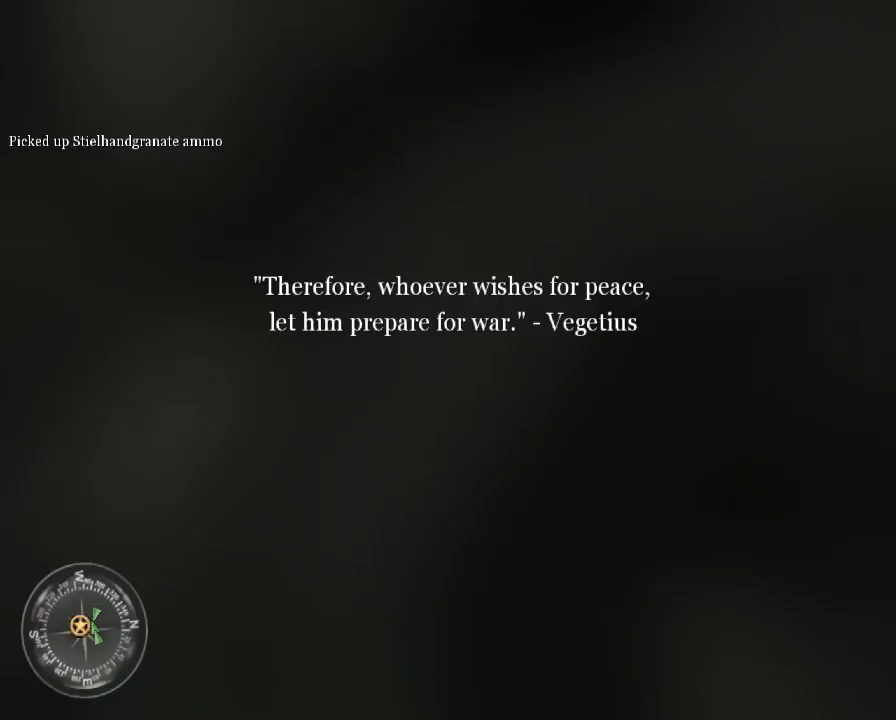 Picked up Stielhandgranate ammo
"Therefore, whoever wishes for peace,
let him prepare for war." - Vegetius
W
N
S
E